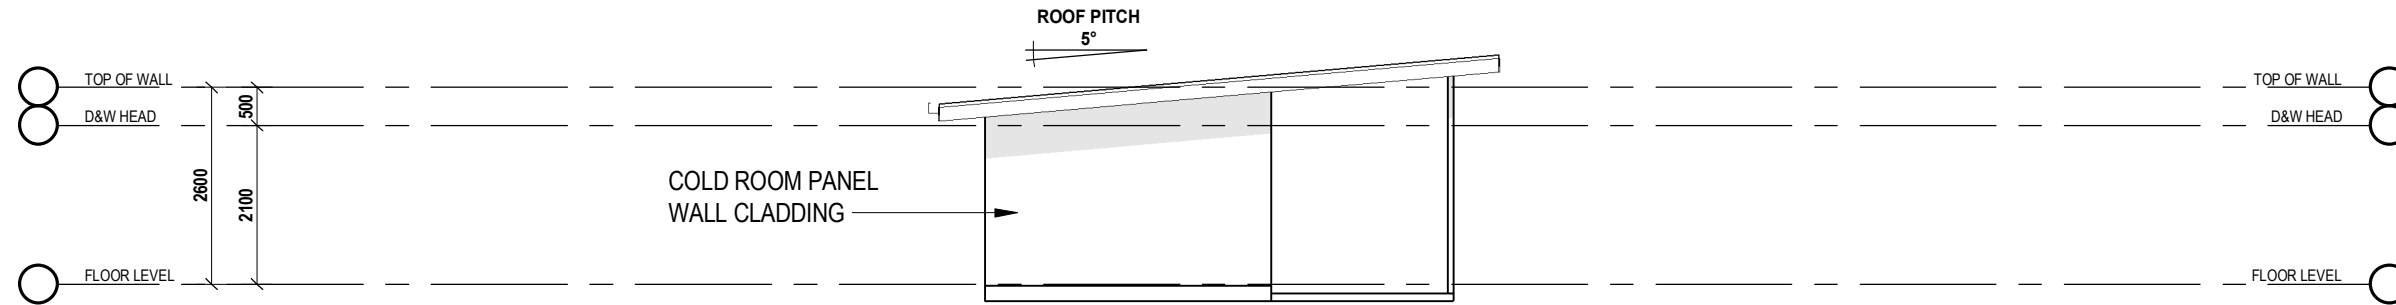 ROOF PITCH
5°
TOP OF WALL
TOP OF WALL
500
D&W HEAD
D&W HEAD
2600
2100
COLD ROOM PANEL
WALL CLADDING
FLOOR LEVEL
FLOOR LEVEL